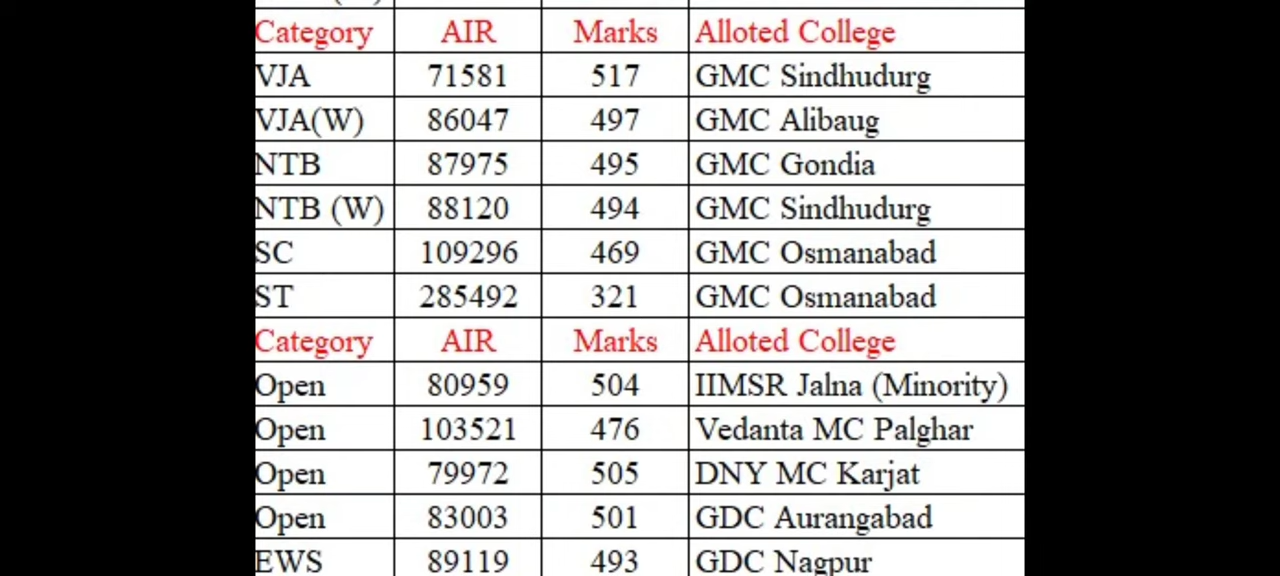 Category AIR Marks Alloted College
VJA 71581 517 GMC Sindhudurg
VJA(W) 86047 497 GMC Alibaug
NTB 87975 495 GMC Gondia
NTB (W) 88120 494 GMC Sindhudurg
SC 109296 469 GMC Osmanabad
ST 285492 321 GMC Osmanabad
Category AIR Marks Alloted College
Open 80959 504 IIMSR Jalna (Minority)
Open 103521 476 Vedanta MC Palghar
Open 79972 505 DNY MC Karjat
Open 83003 501 GDC Aurangabad
EWS 89119 493 GDC Nagpur